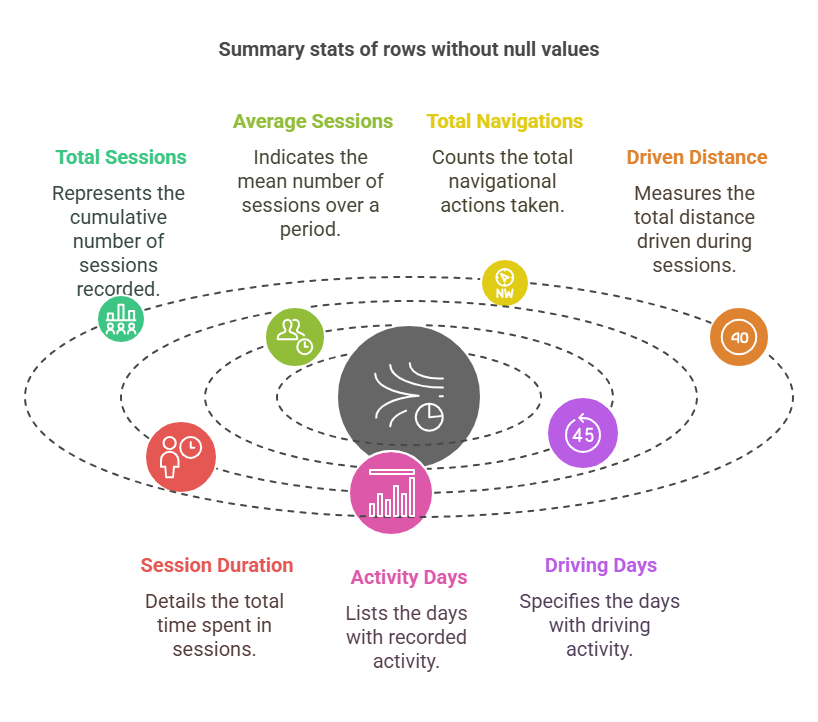 Summary stats of rows without null values
Total Sessions
Represents the
cumulative
number of
sessions
recorded.
Average Sessions
Indicates the
mean number of
sessions over a
period.
Total Navigations
Counts the total
navigational
actions taken.
Driven Distance
Measures the
total distance
driven during
sessions.
NW
40
45
Session Duration
Details the total
time spent in
sessions.
Activity Days
Lists the days
with recorded
activity.
Driving Days
Specifies the days
with driving
activity.